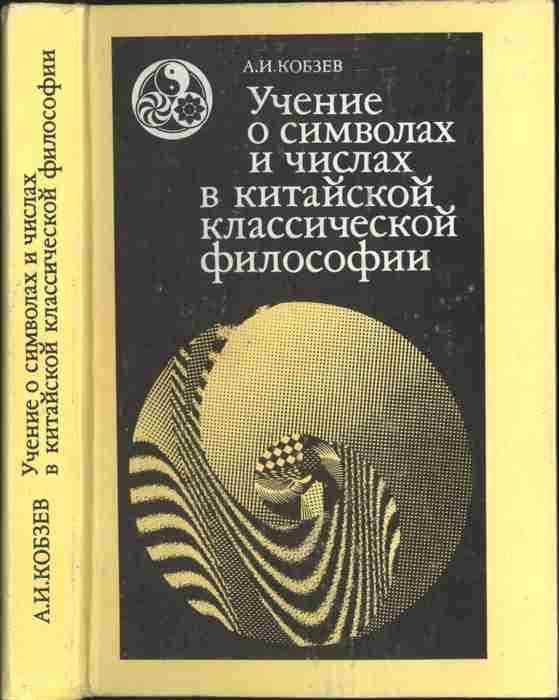 А.И.КОБЗЕВ
Учение о символах и числах
в китайской классической философии
А.И.КОБЗЕВ
Учение
о символах
и числах
в китайской
классической
философии